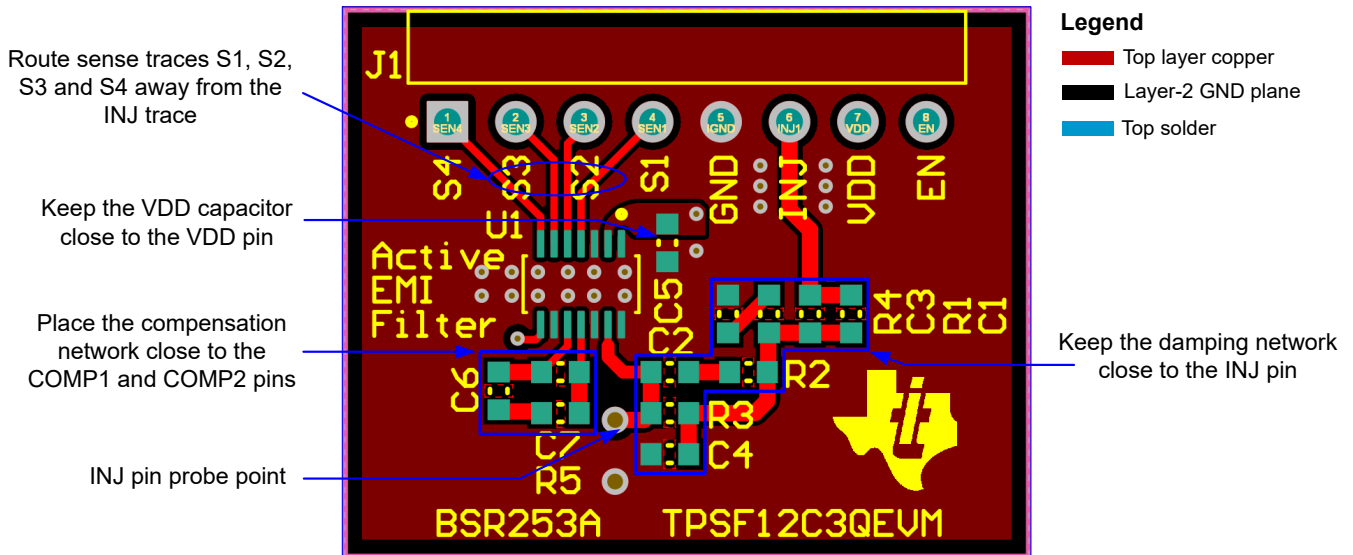 Legend
Top layer copper
Layer-2 GND plane
Top solder
Route sense traces S1, S2,
S3 and S4 away from the
INJ trace
Keep the VDD capacitor
close to the VDD pin
Place the compensation
network close to the
COMP1 and COMP2 pins
INJ pin probe point
Keep the damping network
close to the INJ pin
J1
1
SEN4
2
SEN3
3
SEN2
4
SEN1
5
IGND
6
INJ1
7
VDD
8
EN
S4
S3
S2
S1
GND
INJ
VDD
EN
U1
Active
EMI
Filter
C5
R4
C3
R1
C1
C2
R2
C6
R3
C7
C4
R5
BSR253A
TPSF12C3QEVM